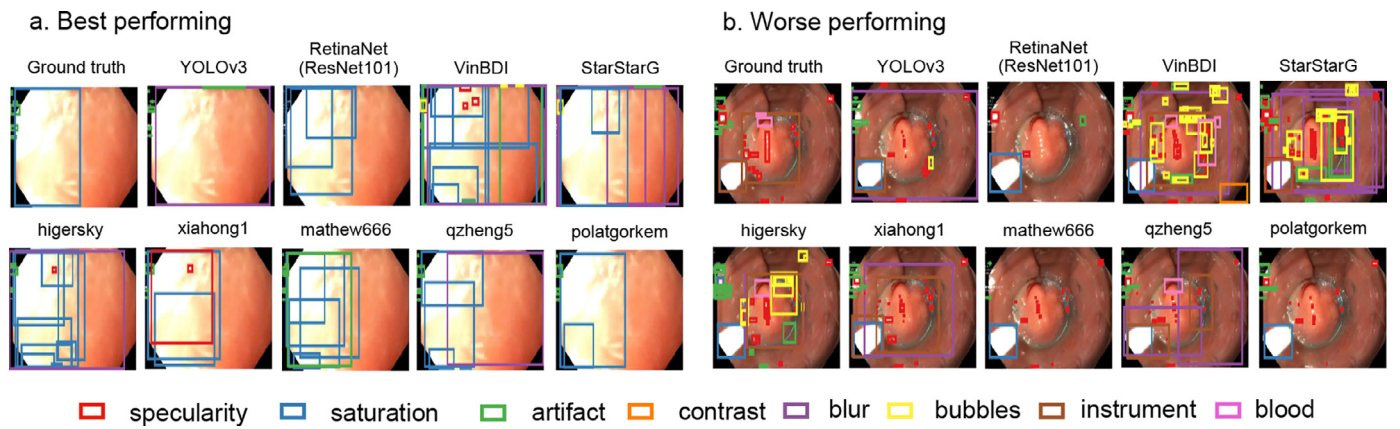 a. Best performing
Ground truth
YOLOv3
RetinaNet
(ResNet101)
VinBDI
StarStarG
higersky
xiahong1
mathew666
qzheng5
polatgorkem
b. Worse performing
Ground truth
YOLOv3
RetinaNet
(ResNet101)
VinBDI
StarStarG
higersky
xiahong1
mathew666
qzheng5
polatgorkem
specularity
saturation
artifact
contrast
blur
bubbles
instrument
blood